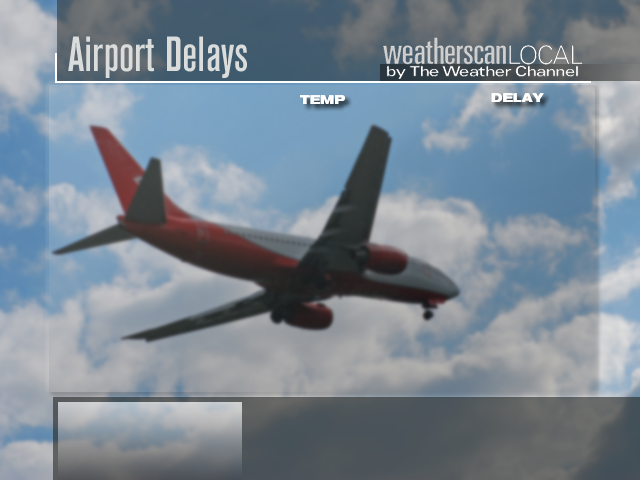 Airport Delays
weatherscanLOCAL
by The Weather Channel
TEMP
DELAY